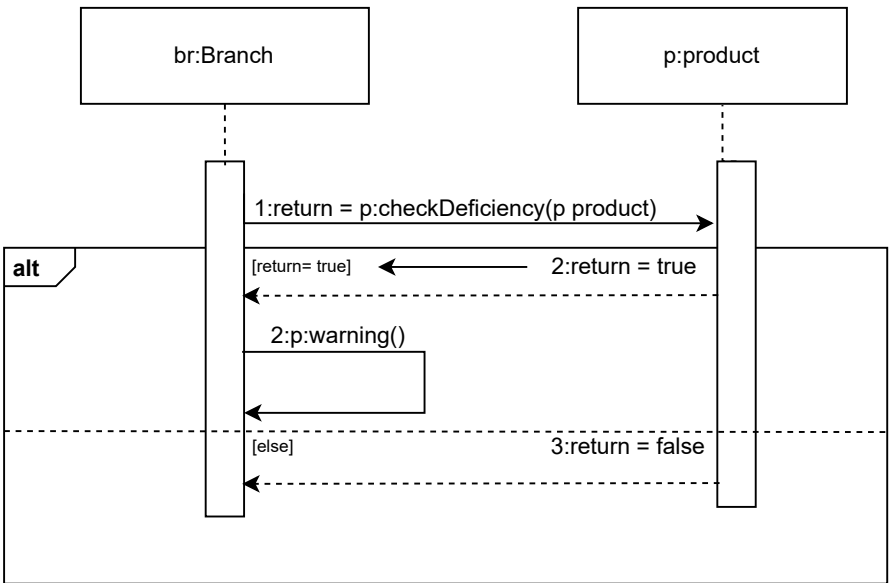 br:Branch
p:product
1:return = p:checkDeficiency(p product)
alt
[return= true]
2:return = true
2:p:warning()
[else]
3:return = false